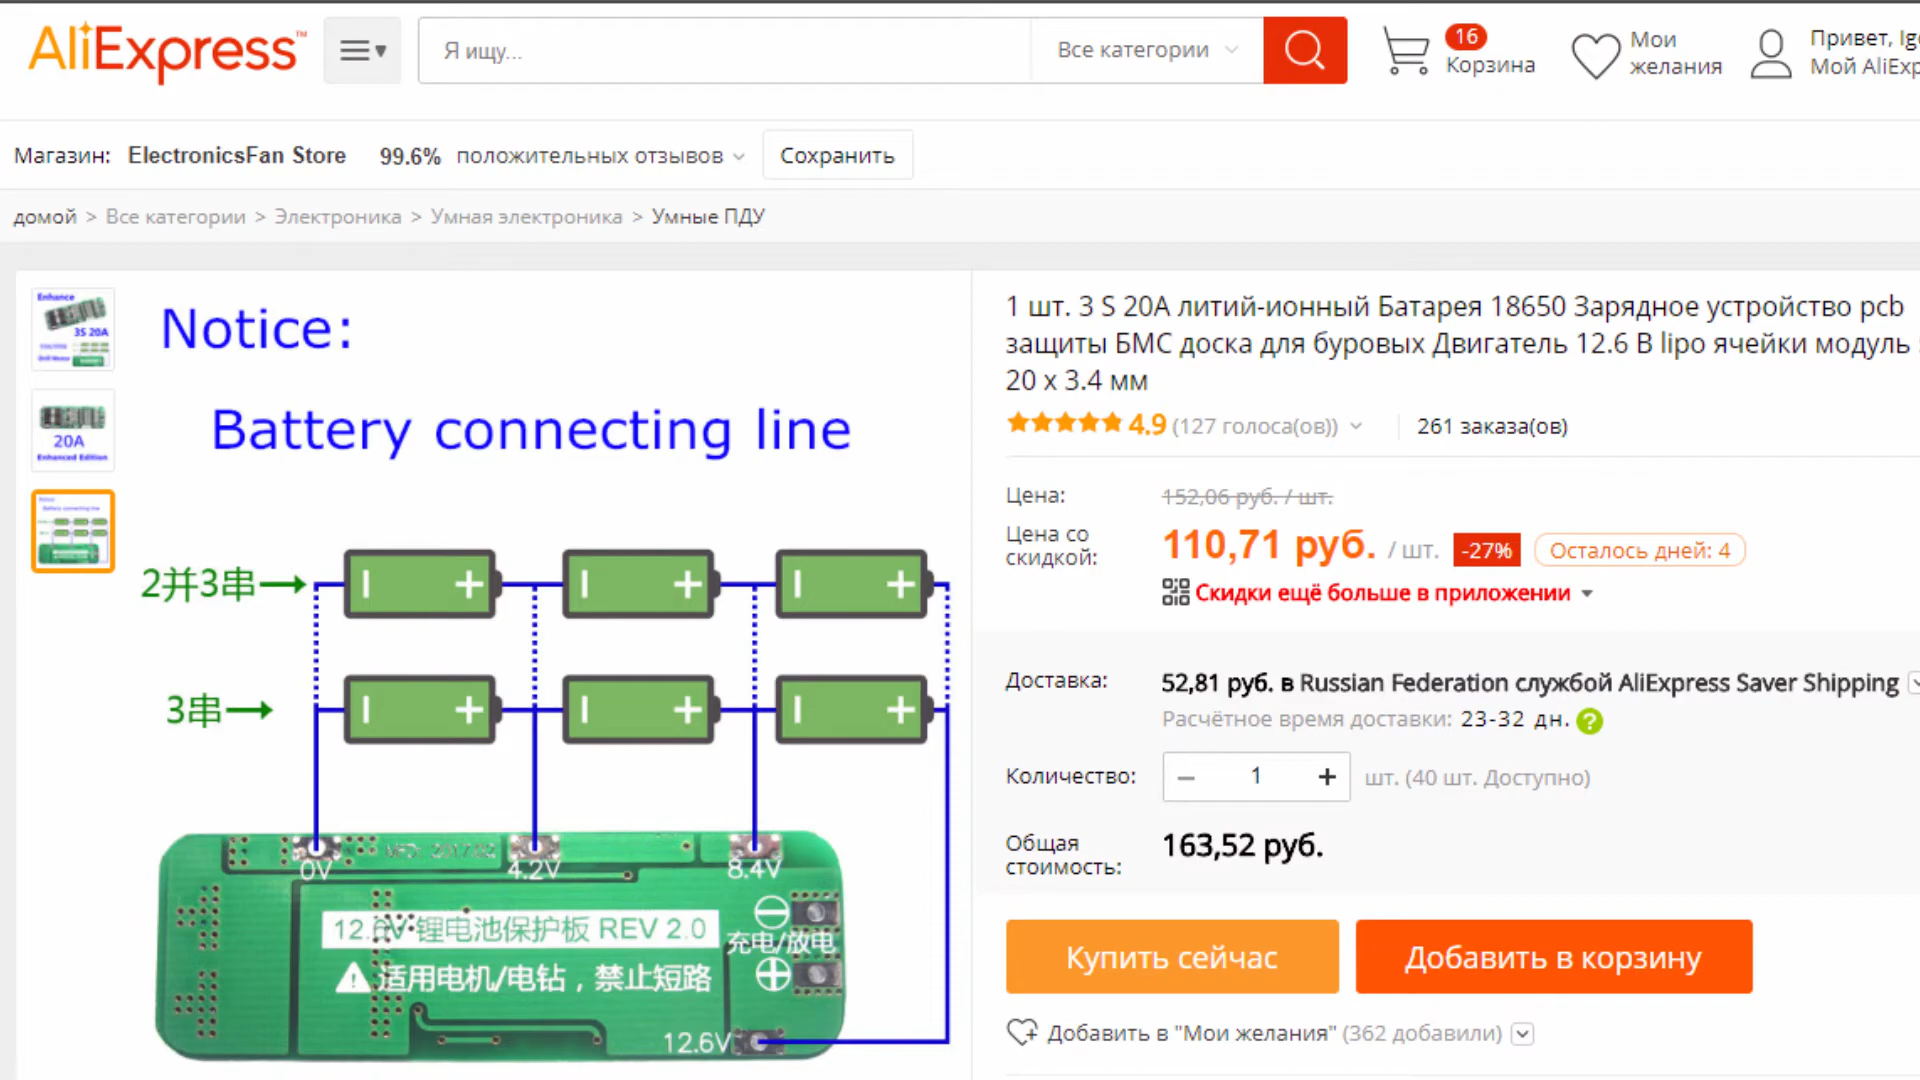 AliExpress™
Я ищу...
Все категории
16
Корзина
Мои
желания
Привет,
Мой
Магазин: ElectronicsFan Store 99.6% положительных отзывов
Сохранить
домой > Все категории > Электроника > Умная электроника > Умные ПДУ
Enhance
3S 20A
20A
Enhanced Edition
Notice:
Battery connecting line
2并3串
3串
0V
4.2V
8.4V
12.6V 锂电池保护板 REV 2.0
充电/放电
适用电机/电钻，禁止短路
12.6V
1 шт. 3 S 20A литий-ионный Батарея 18650 Зарядное устройство pcb
защиты БМС доска для буровых Двигатель 12.6 В lipo ячейки модуль
20 x 3.4 мм
4.9 (127 голоса(ов))
261 заказа(ов)
Цена: 152,06 руб. / шт.
Цена со
скидкой:
110,71 руб. / шт. -27% Осталось дней: 4
Скидки ещё больше в приложении
Доставка: 52,81 руб. в Russian Federation службой AliExpress Saver Shipping
Расчётное время доставки: 23-32 дн. ?
Количество: − 1 + шт. (40 шт. Доступно)
Общая
стоимость:
163,52 руб.
Купить сейчас
Добавить в корзину
Добавить в "Мои желания" (362 добавили)